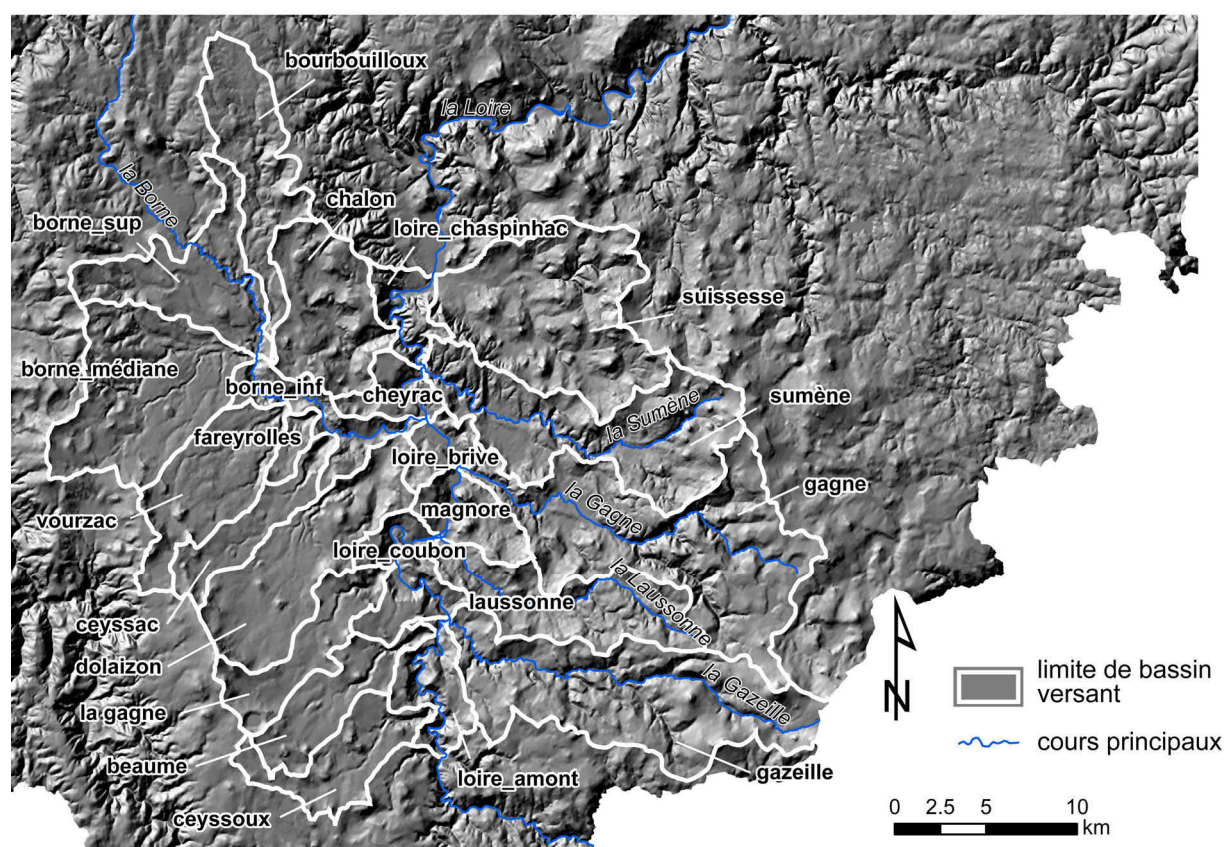 bourbouilloux
la Loire
la Borne
chalon
borne_sup
loire_chaspinhac
suissesse
borne_médiane
borne_inf
cheyrac
la Sumène
sumène
fareyrolles
loire_brive
gagne
vourzac
magnore
la Gagne
loire_coubon
la Laussonne
laussonne
ceyssac
dolaizon
la gagne
la Gazeille
beaume
loire_amont
gazeille
ceyssoux
N
limite de bassin
versant
cours principaux
0 2.5 5 10
km